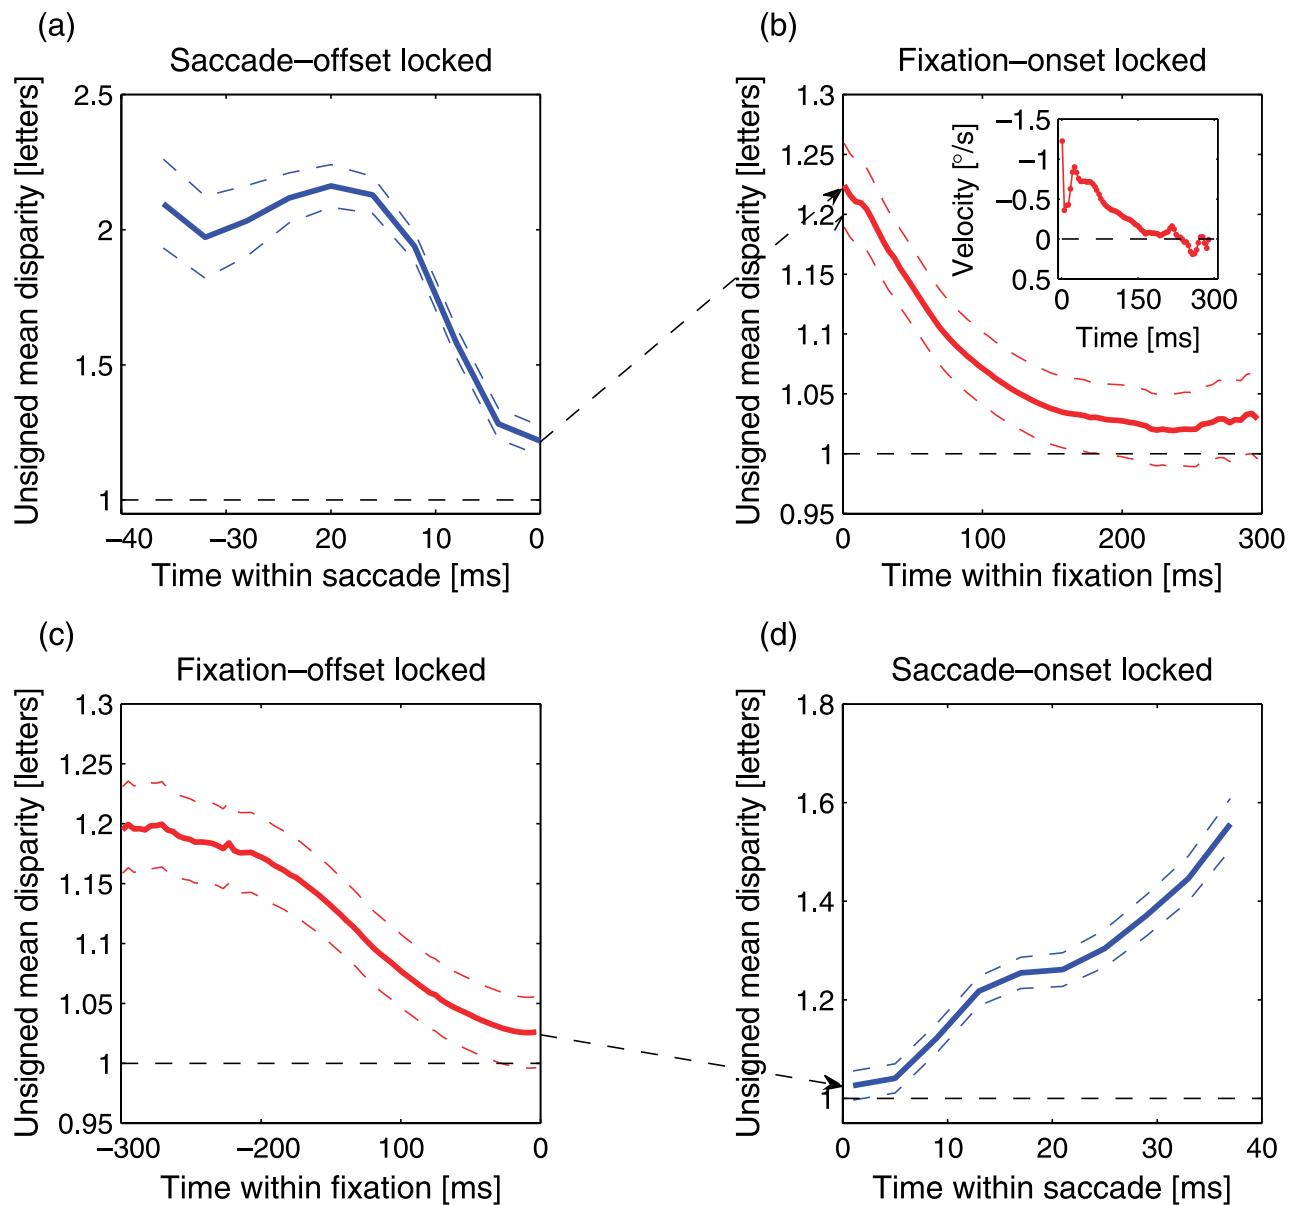 (a)
Saccade–offset locked
Unsigned mean disparity [letters]
2.5
2
1.5
1
–40
–30
20
10
0
Time within saccade [ms]
(b)
Fixation–onset locked
Unsigned mean disparity [letters]
1.3
1.25
1.2
1.15
1.1
1.05
1
0.95
0
100
200
300
Time within fixation [ms]
Velocity [°/s]
–1.5
–1
–0.5
0
0.5
0
150
300
Time [ms]
(c)
Fixation–offset locked
Unsigned mean disparity [letters]
1.3
1.25
1.2
1.15
1.1
1.05
1
0.95
–300
–200
100
0
Time within fixation [ms]
(d)
Saccade–onset locked
Unsigned mean disparity [letters]
1.8
1.6
1.4
1.2
1
0
10
20
30
40
Time within saccade [ms]